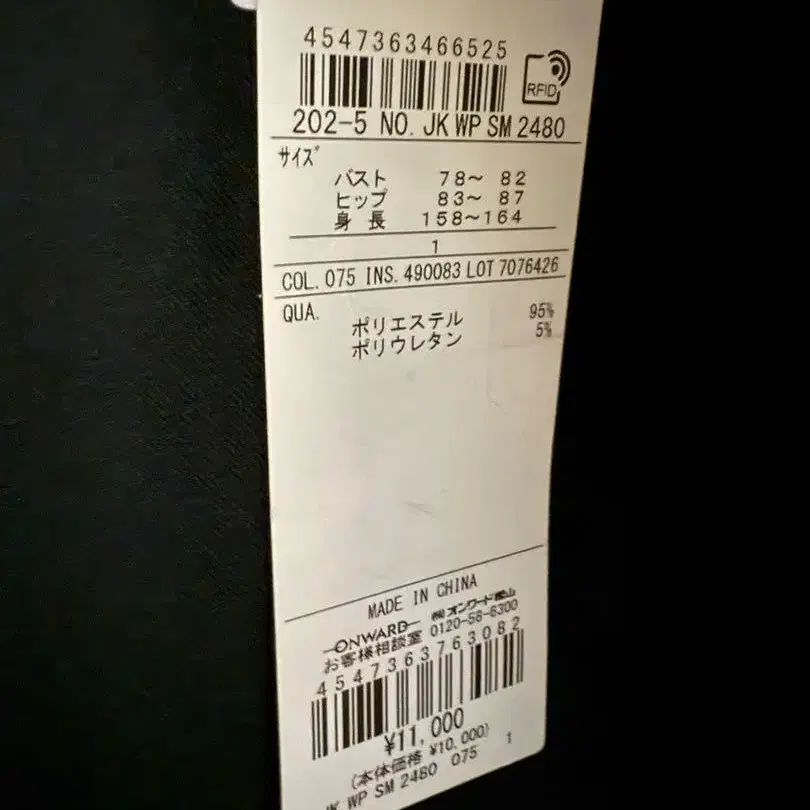 4547363466525
RFID
202-5 NO. JK WP SM 2480
サイズ
バスト 78～ 82
ヒップ 83～ 87
身 長 158～164
1
COL. 075 INS. 490083 LOT 7076426
QUA.
ポリエステル 95%
ポリウレタン 5%
MADE IN CHINA
ONWARD ㈱オンワード樫山
お客様相談室 0120-58-6300
4547363763082
¥11,000
(本体価格 ¥10,000)
JK WP SM 2480 075 1